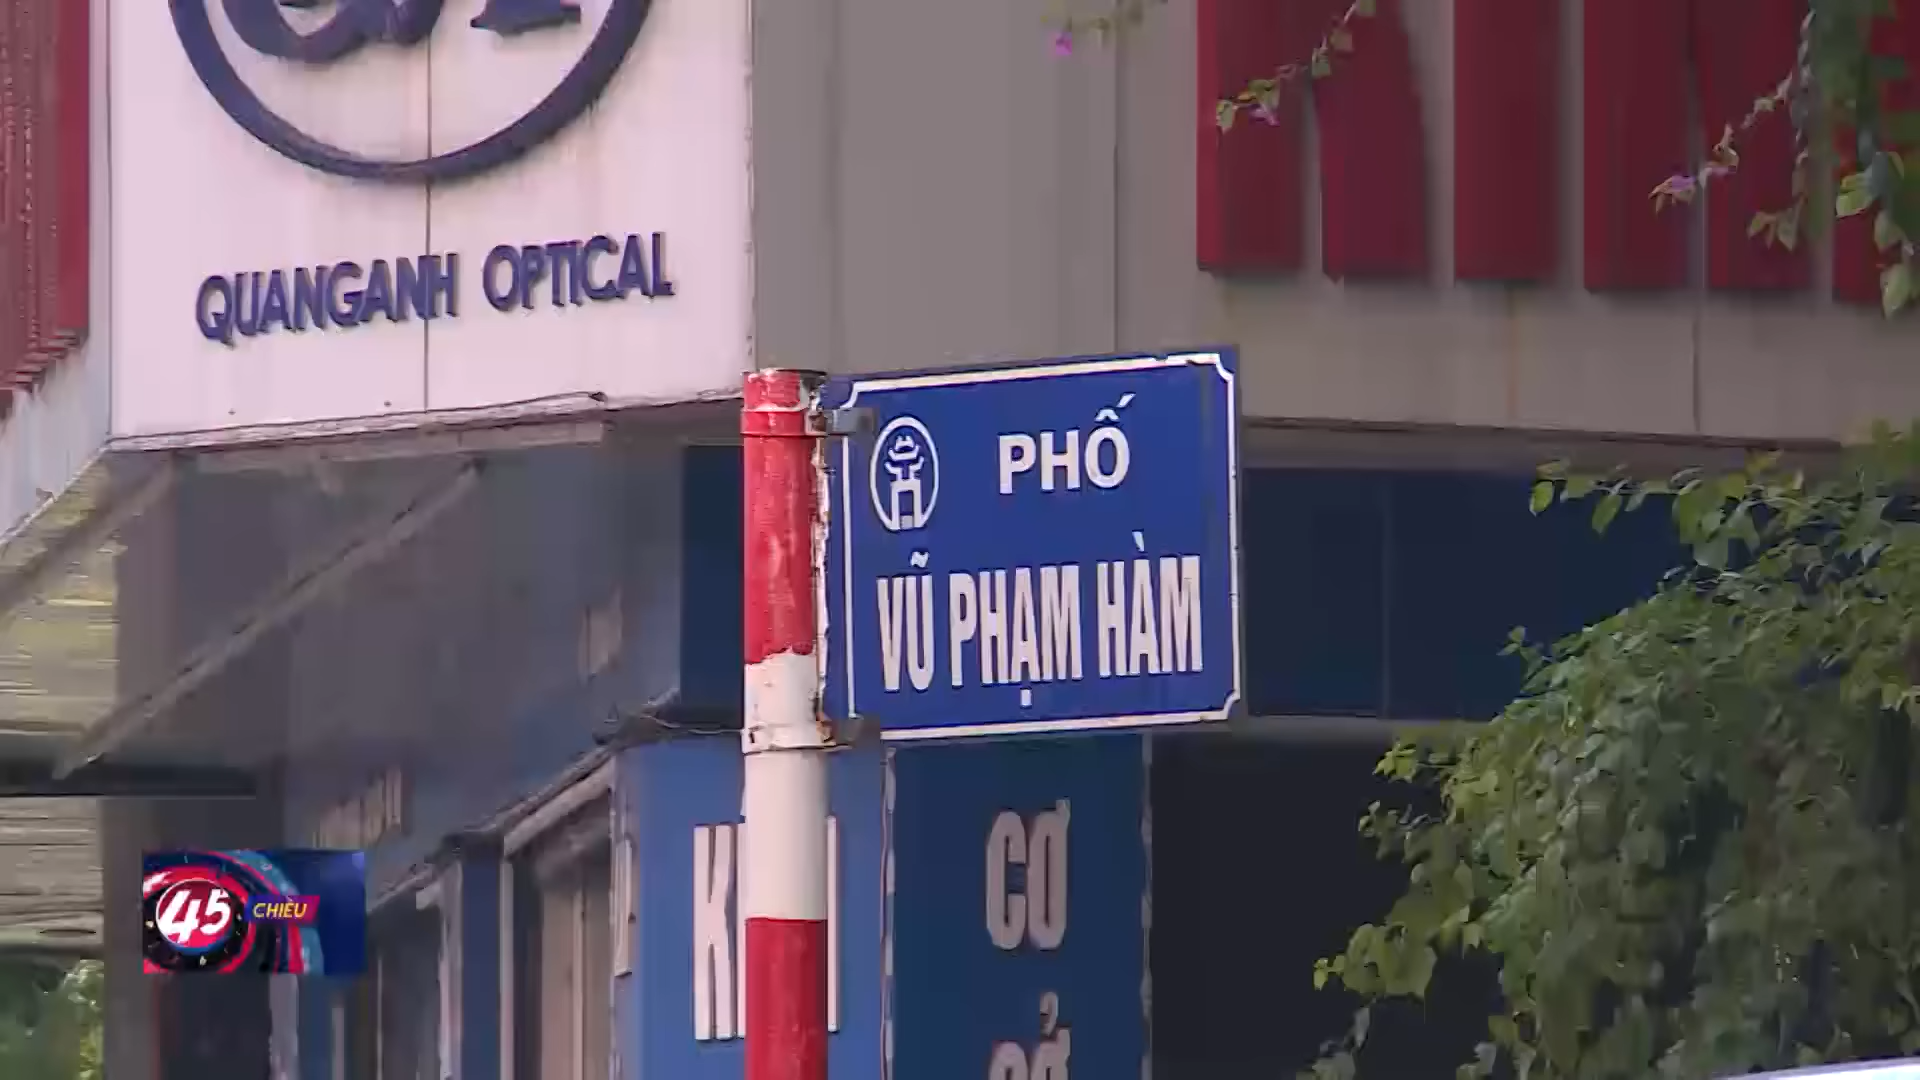 QUANGANH OPTICAL
PHỐ
VŨ PHẠM HÀM
CƠ
45
CHIỀU